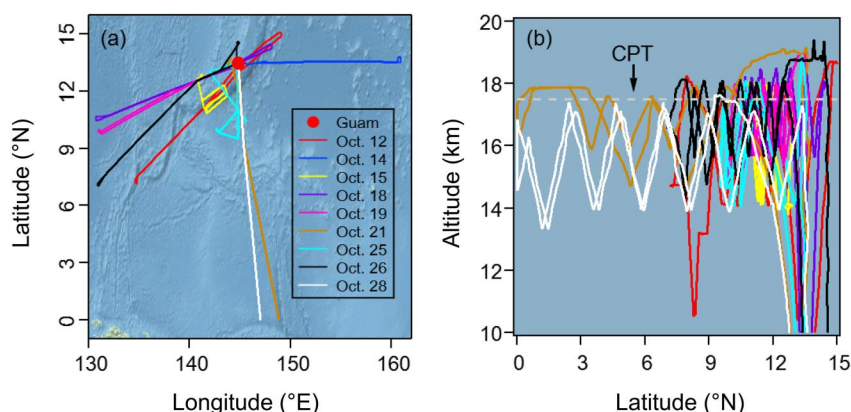 (a)
15
12
9
6
3
0
Latitude (°N)
130
140
150
160
Longitude (°E)
Guam
Oct. 12
Oct. 14
Oct. 15
Oct. 18
Oct. 19
Oct. 21
Oct. 25
Oct. 26
Oct. 28
(b)
CPT
20
18
16
14
12
10
Altitude (km)
0
3
6
9
12
15
Latitude (°N)